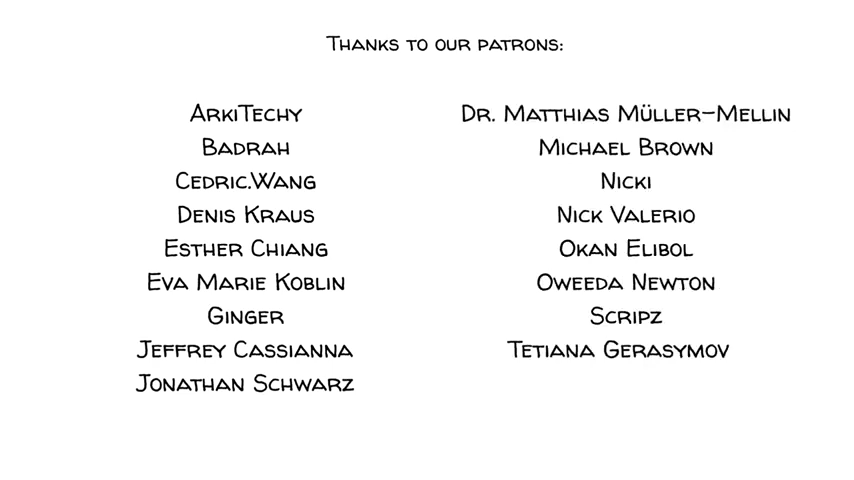 Thanks to our patrons:
ArkiTechy
Badrah
Cedric.Wang
Denis Kraus
Esther Chiang
Eva Marie Koblin
Ginger
Jeffrey Cassianna
Jonathan Schwarz
Dr. Matthias Müller-Mellin
Michael Brown
Nicki
Nick Valerio
Okan Elibol
Oweeda Newton
Scripz
Tetiana Gerasymov